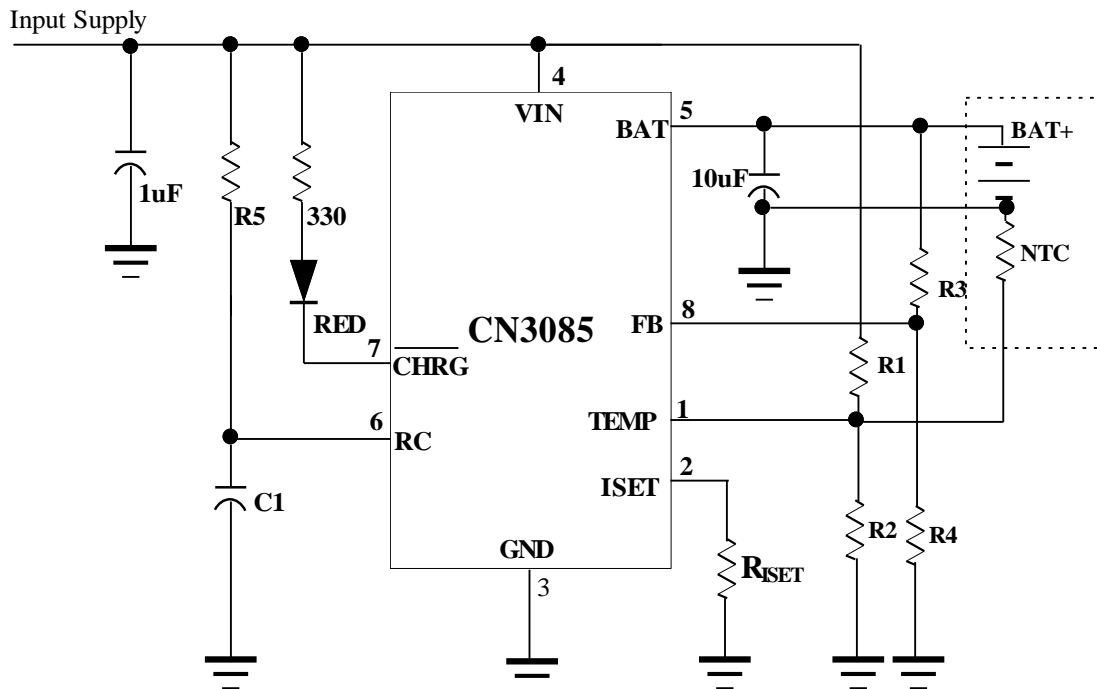 Input Supply
4
VIN
5
BAT
BAT+
1uF
R5
330
10uF
NTC
R3
RED
CN3085
8
FB
7
CHRG
R1
6
RC
1
TEMP
2
ISET
C1
R2
R4
GND
RISET
3